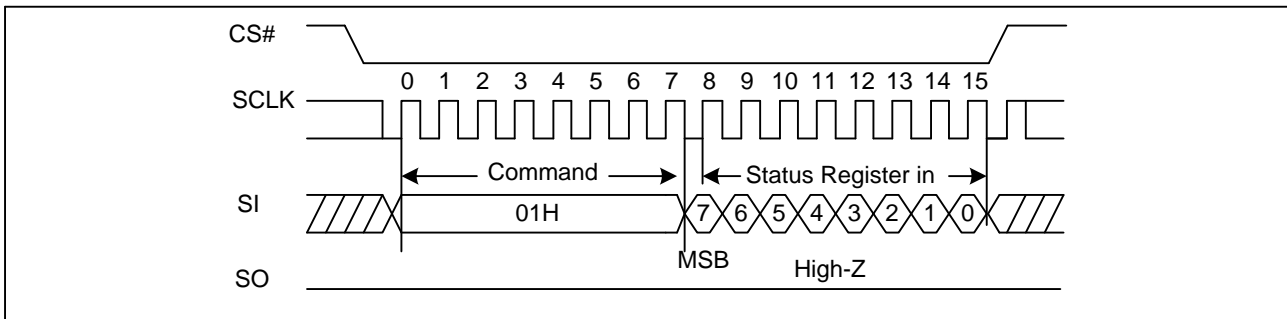 CS#
0 1 2 3 4 5 6 7 8 9 10 11 12 13 14 15
SCLK
Command
Status Register in
SI
01H
7 6 5 4 3 2 1 0
MSB
High-Z
SO